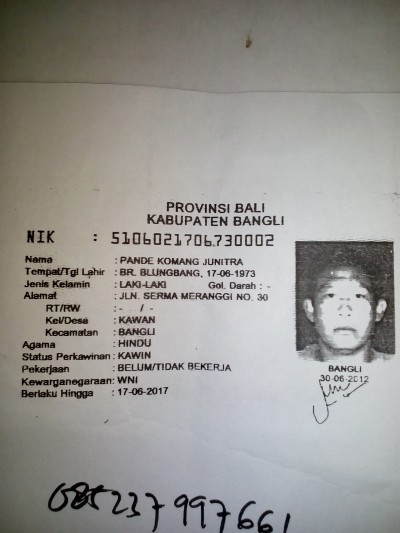 PROVINSI BALI
KABUPATEN BANGLI
NIK : 5106021706730002
Nama : PANDE KOMANG JUNITRA
Tempat/Tgl Lahir : BR. BLUNGBANG, 17-06-1973
Jenis Kelamin : LAKI-LAKI Gol. Darah : -
Alamat : JLN. SERMA MERANGGI NO. 30
RT/RW : - / -
Kel/Desa : KAWAN
Kecamatan : BANGLI
Agama : HINDU
Status Perkawinan : KAWIN
Pekerjaan : BELUM/TIDAK BEKERJA
Kewarganegaraan : WNI
Berlaku Hingga : 17-06-2017
BANGLI
30-06-2012
085237997661